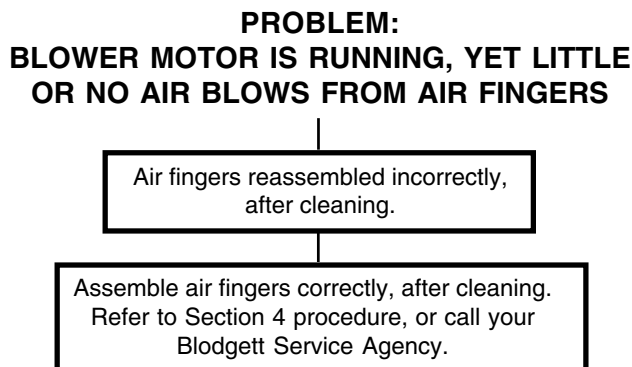 PROBLEM:
BLOWER MOTOR IS RUNNING, YET LITTLE
OR NO AIR BLOWS FROM AIR FINGERS
Air fingers reassembled incorrectly,
after cleaning.
Assemble air fingers correctly, after cleaning.
Refer to Section 4 procedure, or call your
Blodgett Service Agency.